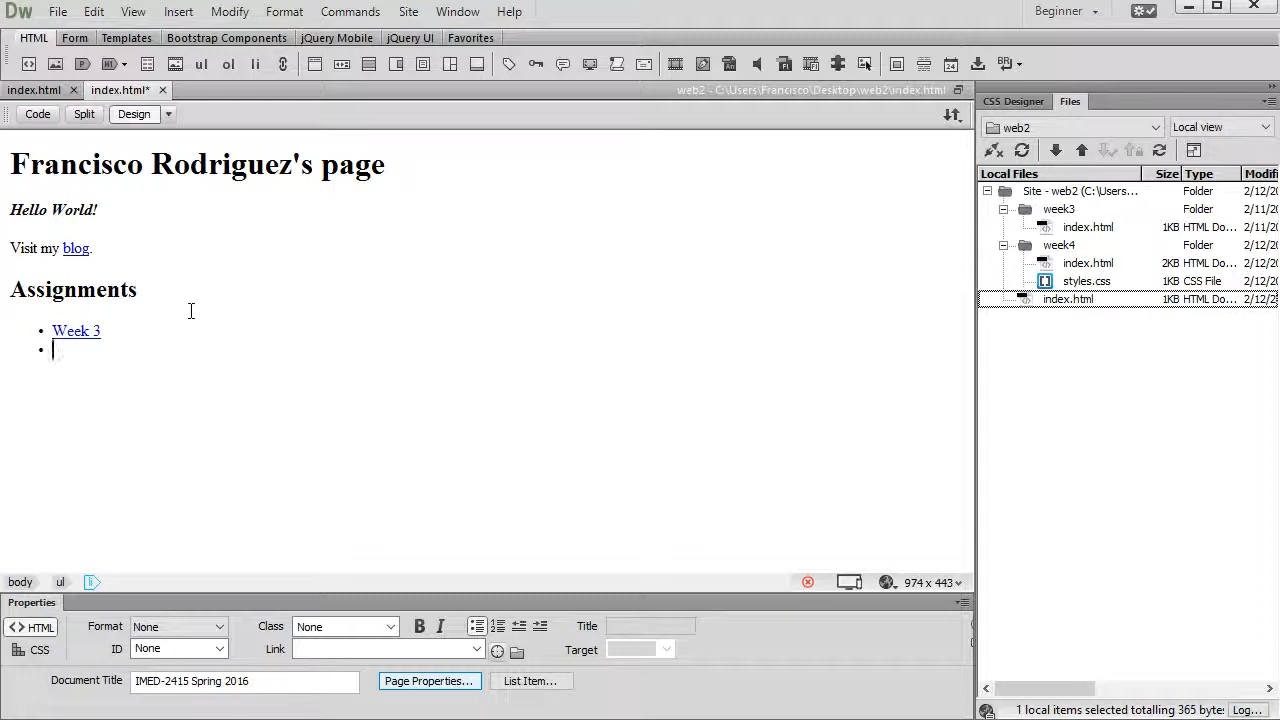 Dw File Edit View Insert Modify Format Commands Site Window Help Beginner
HTML Form Templates Bootstrap Components jQuery Mobile jQuery UI Favorites
ul ol li
index.html index.html* web2 - C:\Users\Francisco\Desktop\web2\index.html
CSS Designer Files
Code Split Design
web2 Local view
Local Files Size Type Modifi
Site - web2 (C:\Users... Folder 2/12/20
week3 Folder 2/11/20
index.html 1KB HTML Do... 2/11/20
week4 Folder 2/12/20
index.html 2KB HTML Do... 2/12/20
styles.css 1KB CSS File 2/12/20
index.html 1KB HTML Do... 2/12/2
Francisco Rodriguez's page
Hello World!
Visit my blog.
Assignments
• Week 3
•
body ul li 974 x 443
Properties
HTML Format None Class None B I Title
CSS ID None Link Target
Document Title IMED-2415 Spring 2016 Page Properties... List Item...
1 local items selected totalling 365 bytes Log...